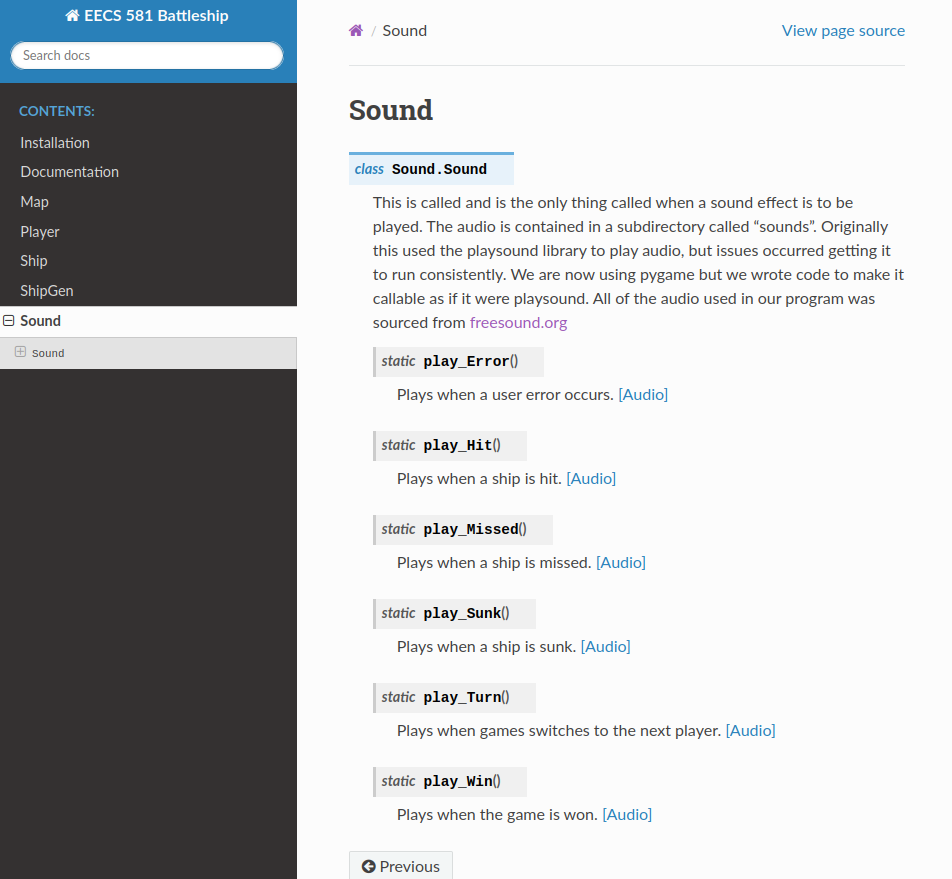 EECS 581 Battleship
Search docs
CONTENTS:
Installation
Documentation
Map
Player
Ship
ShipGen
Sound
Sound
/ Sound
View page source
Sound
class Sound.Sound
This is called and is the only thing called when a sound effect is to be
played. The audio is contained in a subdirectory called “sounds”. Originally
this used the playsound library to play audio, but issues occurred getting it
to run consistently. We are now using pygame but we wrote code to make it
callable as if it were playsound. All of the audio used in our program was
sourced from freesound.org
static play_Error()
Plays when a user error occurs. [Audio]
static play_Hit()
Plays when a ship is hit. [Audio]
static play_Missed()
Plays when a ship is missed. [Audio]
static play_Sunk()
Plays when a ship is sunk. [Audio]
static play_Turn()
Plays when games switches to the next player. [Audio]
static play_Win()
Plays when the game is won. [Audio]
Previous